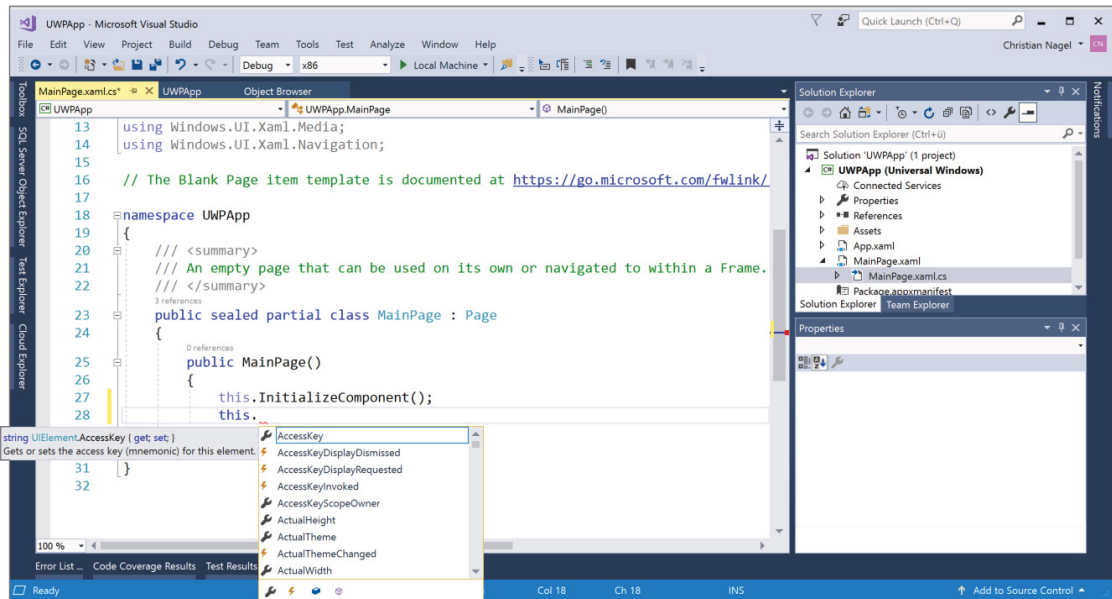 UWPApp - Microsoft Visual Studio
Quick Launch (Ctrl+Q)
File Edit View Project Build Debug Team Tools Test Analyze Window Help
Christian Nagel
CN
Debug x86 Local Machine
Toolbox
SQL Server Object Explorer
Test Explorer
Cloud Explorer
MainPage.xaml.cs* UWPApp Object Browser
UWPApp UWPApp.MainPage MainPage()
13 using Windows.UI.Xaml.Media;
14 using Windows.UI.Xaml.Navigation;
15
16 // The Blank Page item template is documented at https://go.microsoft.com/fwlink/
17
18 namespace UWPApp
19 {
20 /// <summary>
21 /// An empty page that can be used on its own or navigated to within a Frame.
22 /// </summary>
3 references
23 public sealed partial class MainPage : Page
24 {
0 references
25 public MainPage()
26 {
27 this.InitializeComponent();
28 this.
string UIElement.AccessKey { get; set; }
Gets or sets the access key (mnemonic) for this element.
31 }
32
AccessKey
AccessKeyDisplayDismissed
AccessKeyDisplayRequested
AccessKeyInvoked
AccessKeyScopeOwner
ActualHeight
ActualTheme
ActualThemeChanged
ActualWidth
100 %
Error List ... Code Coverage Results Test Results
Ready Col 18 Ch 18 INS Add to Source Control
Solution Explorer
Search Solution Explorer (Ctrl+ü)
Solution 'UWPApp' (1 project)
C# UWPApp (Universal Windows)
Connected Services
Properties
References
Assets
App.xaml
MainPage.xaml
MainPage.xaml.cs
Package.appxmanifest
Solution Explorer Team Explorer
Properties
Notifications